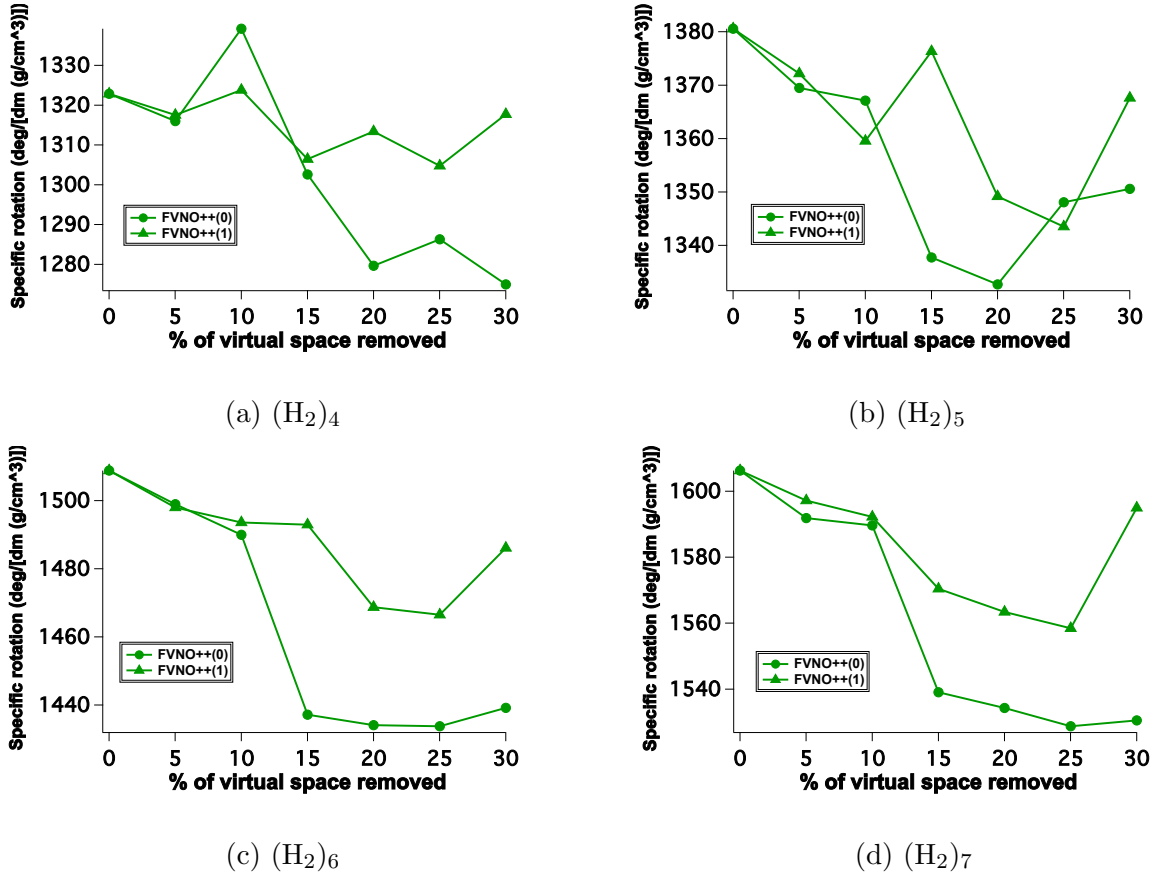 Specific rotation (deg/[dm (g/cm^3)])
1330
1320
1310
1300
1290
1280
FVNO++(0)
FVNO++(1)
0 5 10 15 20 25 30
% of virtual space removed
(a) (H₂)₄
Specific rotation (deg/[dm (g/cm^3)])
1380
1370
1360
1350
1340
FVNO++(0)
FVNO++(1)
0 5 10 15 20 25 30
% of virtual space removed
(b) (H₂)₅
Specific rotation (deg/[dm (g/cm^3)])
1500
1480
1460
1440
FVNO++(0)
FVNO++(1)
0 5 10 15 20 25 30
% of virtual space removed
(c) (H₂)₆
Specific rotation (deg/[dm (g/cm^3)])
1600
1580
1560
1540
FVNO++(0)
FVNO++(1)
0 5 10 15 20 25 30
% of virtual space removed
(d) (H₂)₇